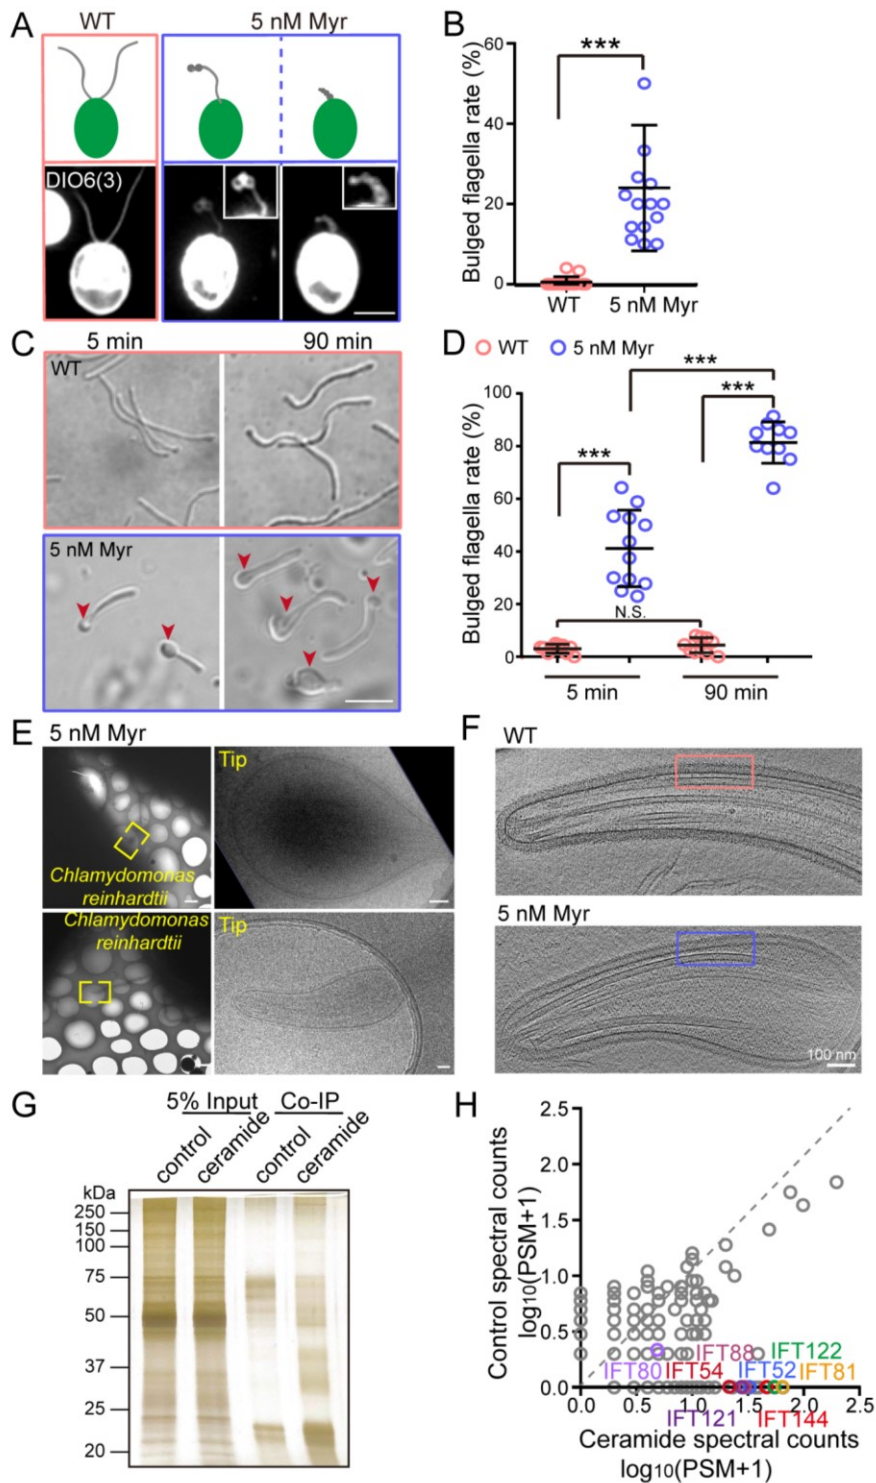 A
WT
5 nM Myr
DIO6(3)
B
Bulged flagella rate (%)
60
40
20
0
***
WT
5 nM Myr
C
5 min
90 min
WT
5 nM Myr
D
WT
5 nM Myr
Bulged flagella rate (%)
100
80
60
40
20
0
***
***
***
N.S.
5 min
90 min
E
5 nM Myr
Chlamydomonas
reinhardtii
Tip
Chlamydomonas
reinhardtii
Tip
F
WT
5 nM Myr
100 nm
G
5% Input
Co-IP
control
ceramide
control
ceramide
kDa
250
150
100
75
50
37
25
20
H
Control spectral counts
log10(PSM+1)
2.5
2.0
1.5
1.0
0.5
0.0
IFT88
IFT122
IFT80
IFT54
IFT52
IFT81
IFT121
IFT144
0.0
0.5
1.0
1.5
2.0
2.5
Ceramide spectral counts
log10(PSM+1)